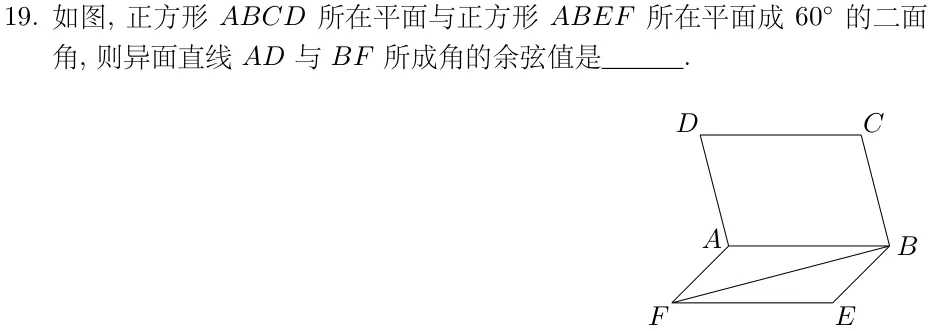 19. 如图, 正方形 ABCD 所在平面与正方形 ABEF 所在平面成 60° 的二面
角, 则异面直线 AD 与 BF 所成角的余弦值是______.
D C
A B
F E